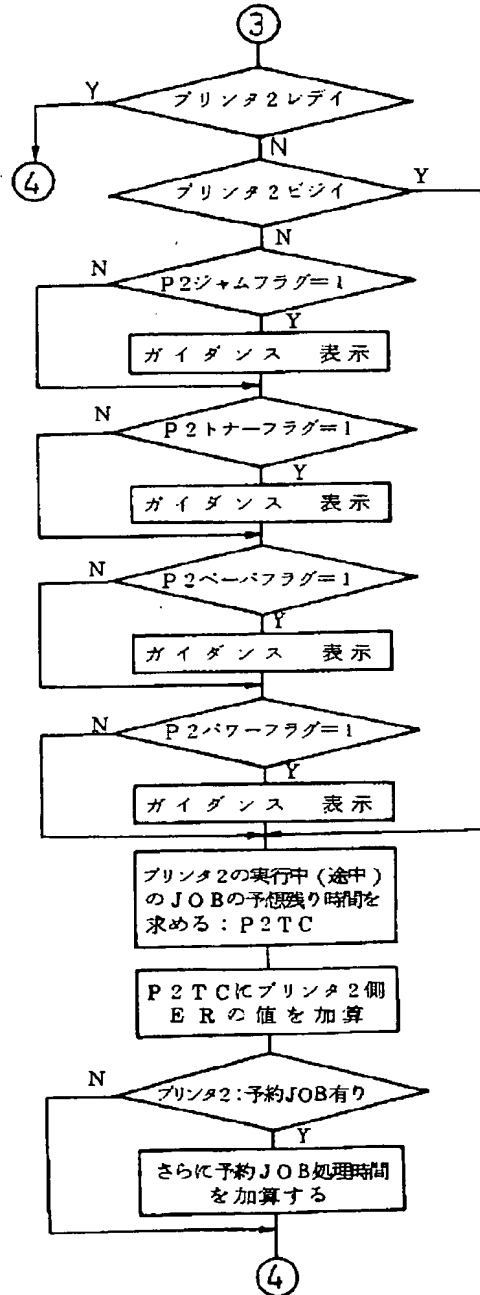 3
Y
プリンタ2レデイ
N
4
プリンタ2ビジイ
Y
N
N
P2ジャムフラグ=1
Y
ガイダンス 表示
N
P2トナーフラグ=1
Y
ガイダンス 表示
N
P2ペーパフラグ=1
Y
ガイダンス 表示
N
P2パワーフラグ=1
Y
ガイダンス 表示
プリンタ2の実行中(途中)
のJOBの予想残り時間を
求める:P2TC
P2TCにプリンタ2側
ERの値を加算
N
プリンタ2:予約JOB有り
Y
さらに予約JOB処理時間
を加算する
4